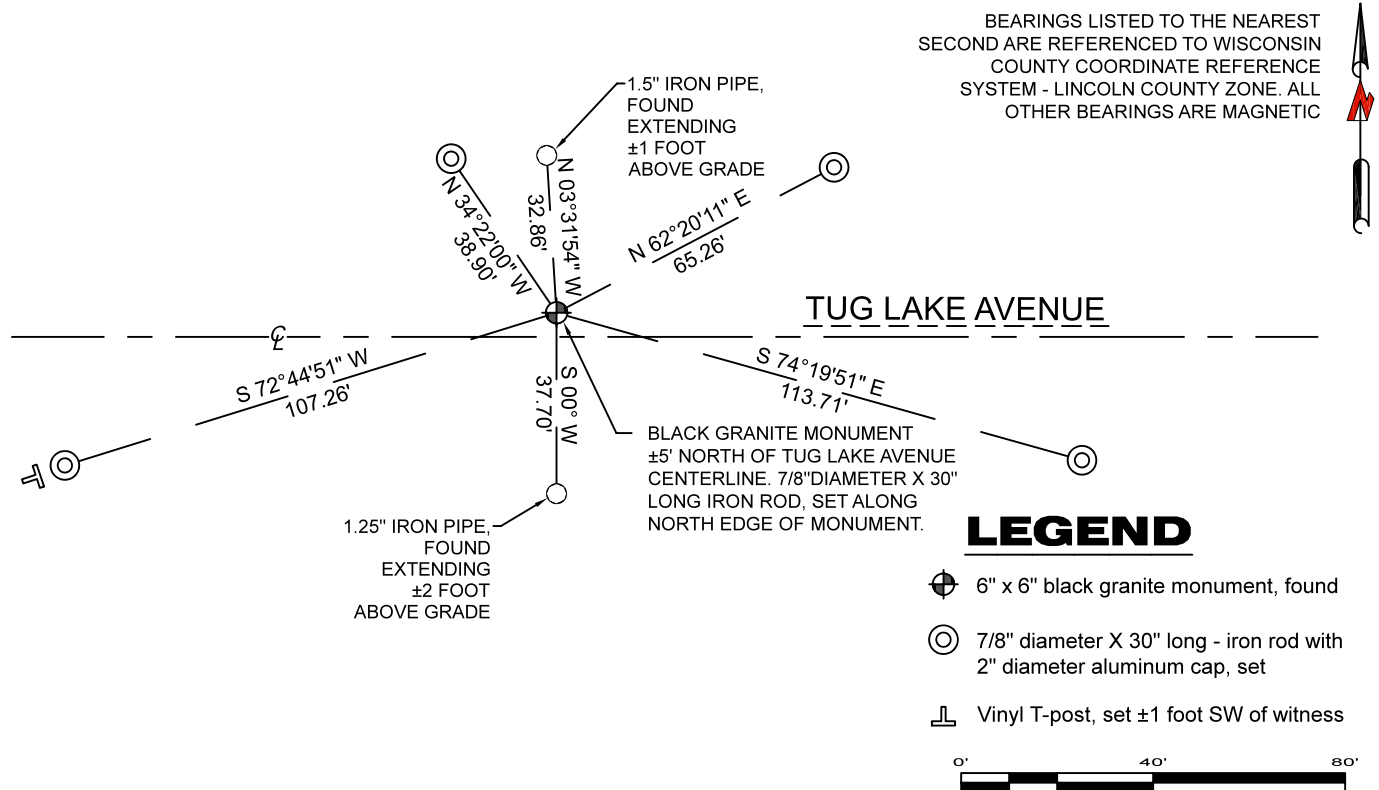 BEARINGS LISTED TO THE NEAREST
SECOND ARE REFERENCED TO WISCONSIN
COUNTY COORDINATE REFERENCE
SYSTEM - LINCOLN COUNTY ZONE. ALL
OTHER BEARINGS ARE MAGNETIC
N
1.5" IRON PIPE,
FOUND
EXTENDING
±1 FOOT
ABOVE GRADE
N 34°22'00" W
38.90'
N 03°31'54" W
32.86'
N 62°20'11" E
65.26'
TUG LAKE AVENUE
℄
S 72°44'51" W
107.26'
S 00° W
37.70'
S 74°19'51" E
113.71'
BLACK GRANITE MONUMENT
±5' NORTH OF TUG LAKE AVENUE
CENTERLINE. 7/8"DIAMETER X 30"
LONG IRON ROD, SET ALONG
NORTH EDGE OF MONUMENT.
1.25" IRON PIPE,
FOUND
EXTENDING
±2 FOOT
ABOVE GRADE
LEGEND
6" x 6" black granite monument, found
7/8" diameter X 30" long - iron rod with
2" diameter aluminum cap, set
Vinyl T-post, set ±1 foot SW of witness
0' 40' 80'